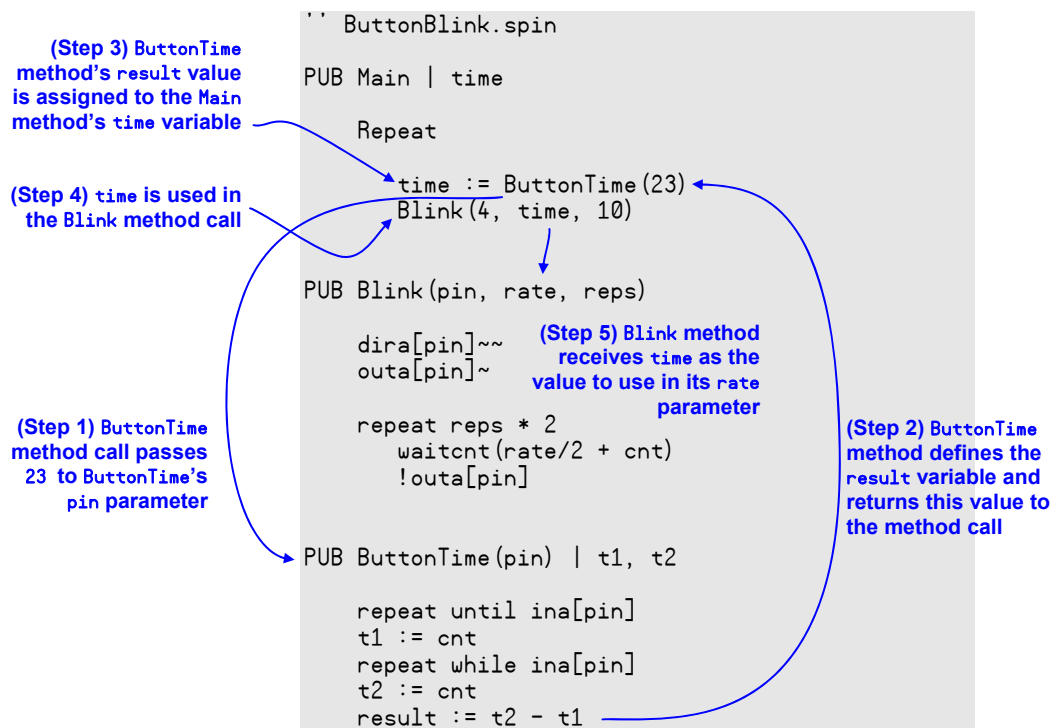 '' ButtonBlink.spin
(Step 3) ButtonTime
method's result value
is assigned to the Main
method's time variable
PUB Main | time
Repeat
time := ButtonTime(23)
Blink(4, time, 10)
(Step 4) time is used in
the Blink method call
PUB Blink(pin, rate, reps)
dira[pin]~~
outa[pin]~
(Step 5) Blink method
receives time as the
value to use in its rate
parameter
repeat reps * 2
waitcnt(rate/2 + cnt)
!outa[pin]
(Step 1) ButtonTime
method call passes
23 to ButtonTime's
pin parameter
(Step 2) ButtonTime
method defines the
result variable and
returns this value to
the method call
PUB ButtonTime(pin) | t1, t2
repeat until ina[pin]
t1 := cnt
repeat while ina[pin]
t2 := cnt
result := t2 - t1